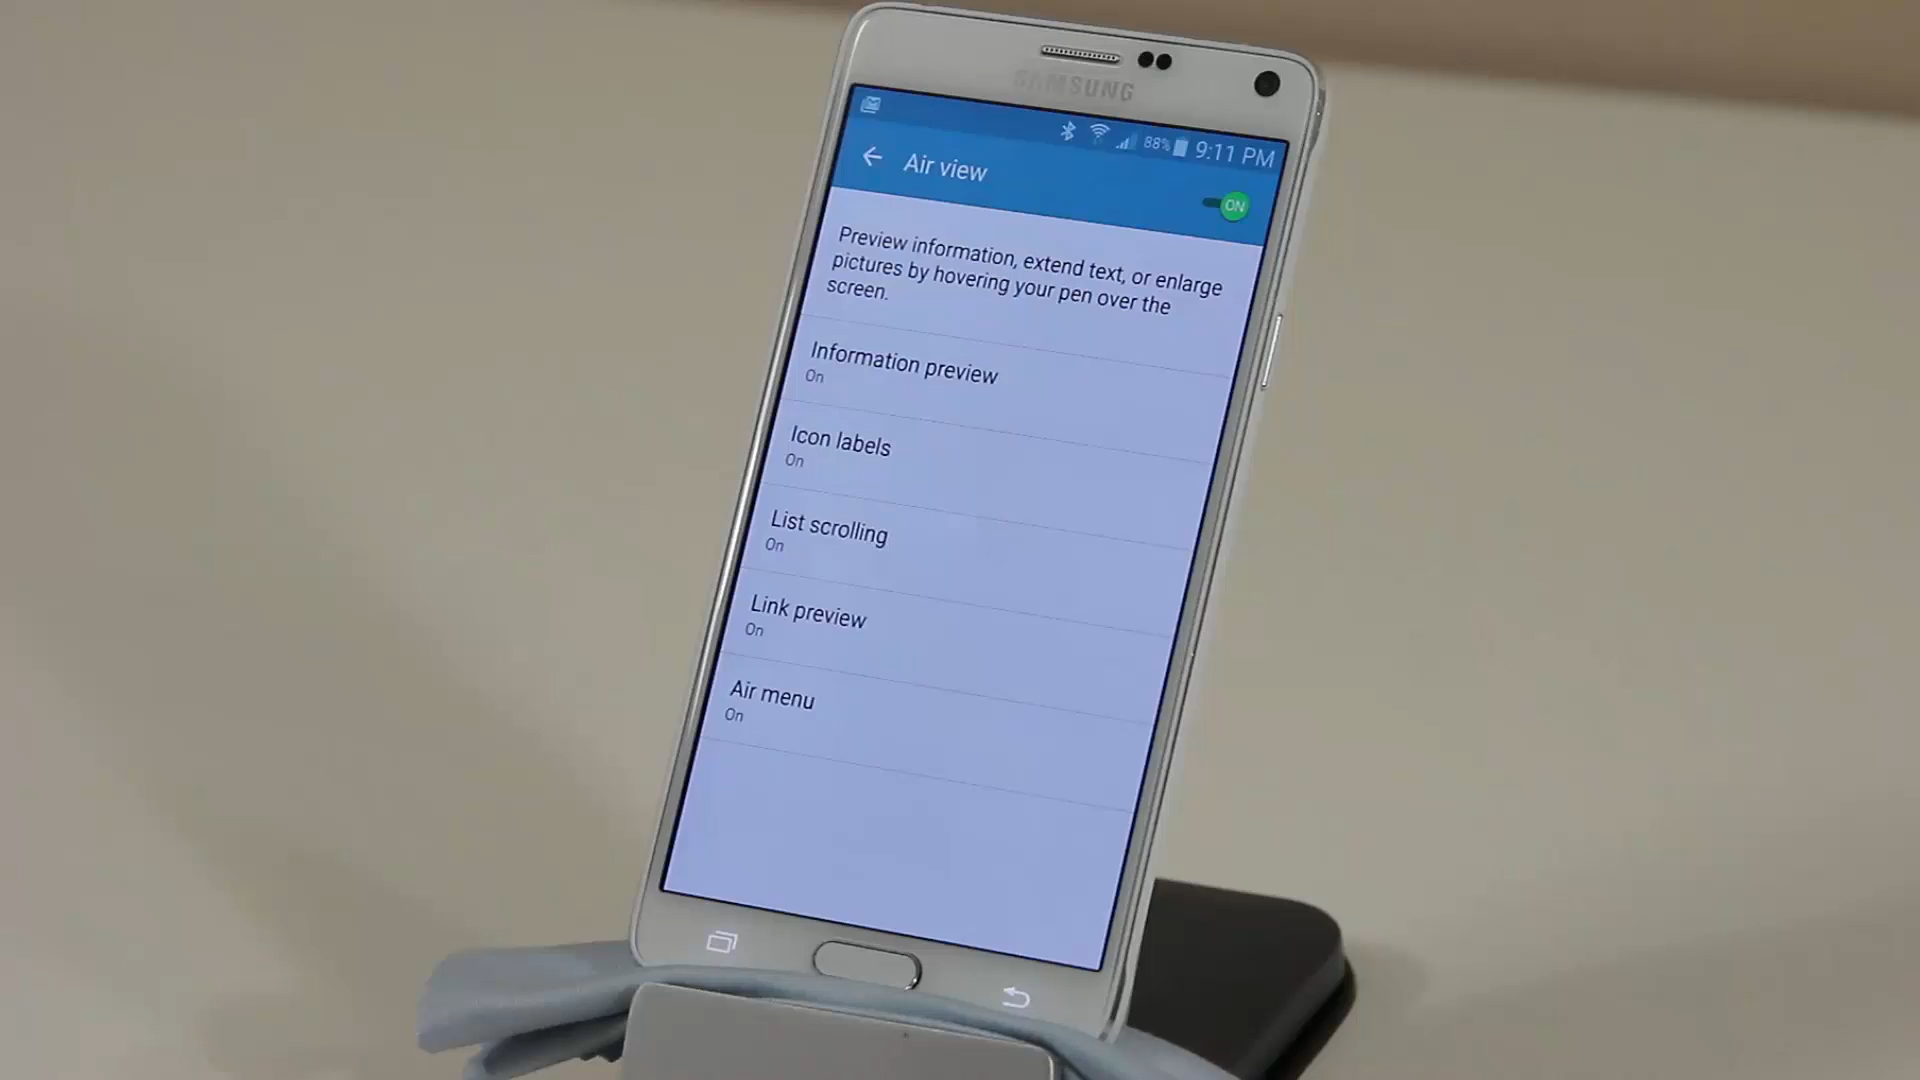 SAMSUNG
88% 9:11 PM
Air view
ON
Preview information, extend text, or enlarge
pictures by hovering your pen over the
screen.
Information preview
On
Icon labels
On
List scrolling
On
Link preview
On
Air menu
On